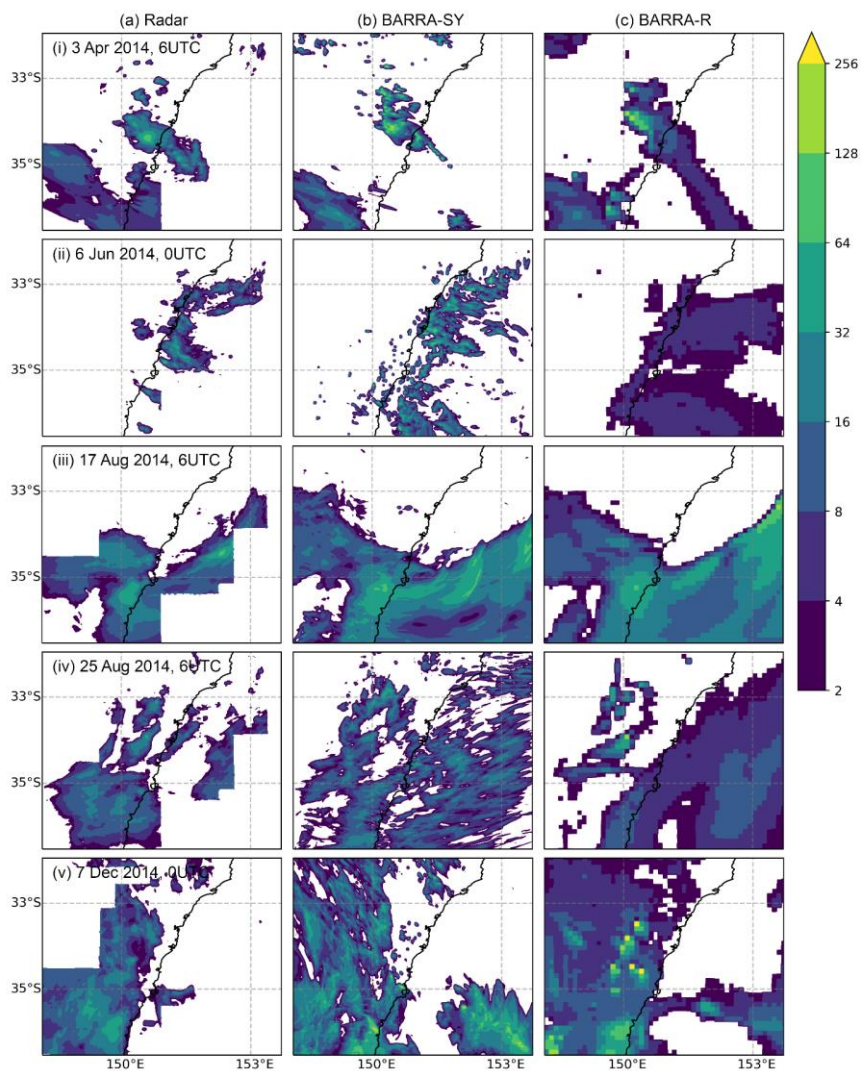 (a) Radar (b) BARRA-SY (c) BARRA-R
(i) 3 Apr 2014, 6UTC
33°S
35°S
(ii) 6 Jun 2014, 0UTC
33°S
35°S
(iii) 17 Aug 2014, 6UTC
33°S
35°S
(iv) 25 Aug 2014, 6UTC
33°S
35°S
(v) 7 Dec 2014, 0UTC
33°S
35°S
150°E 153°E 150°E 153°E 150°E 153°E
256
128
64
32
16
8
4
2